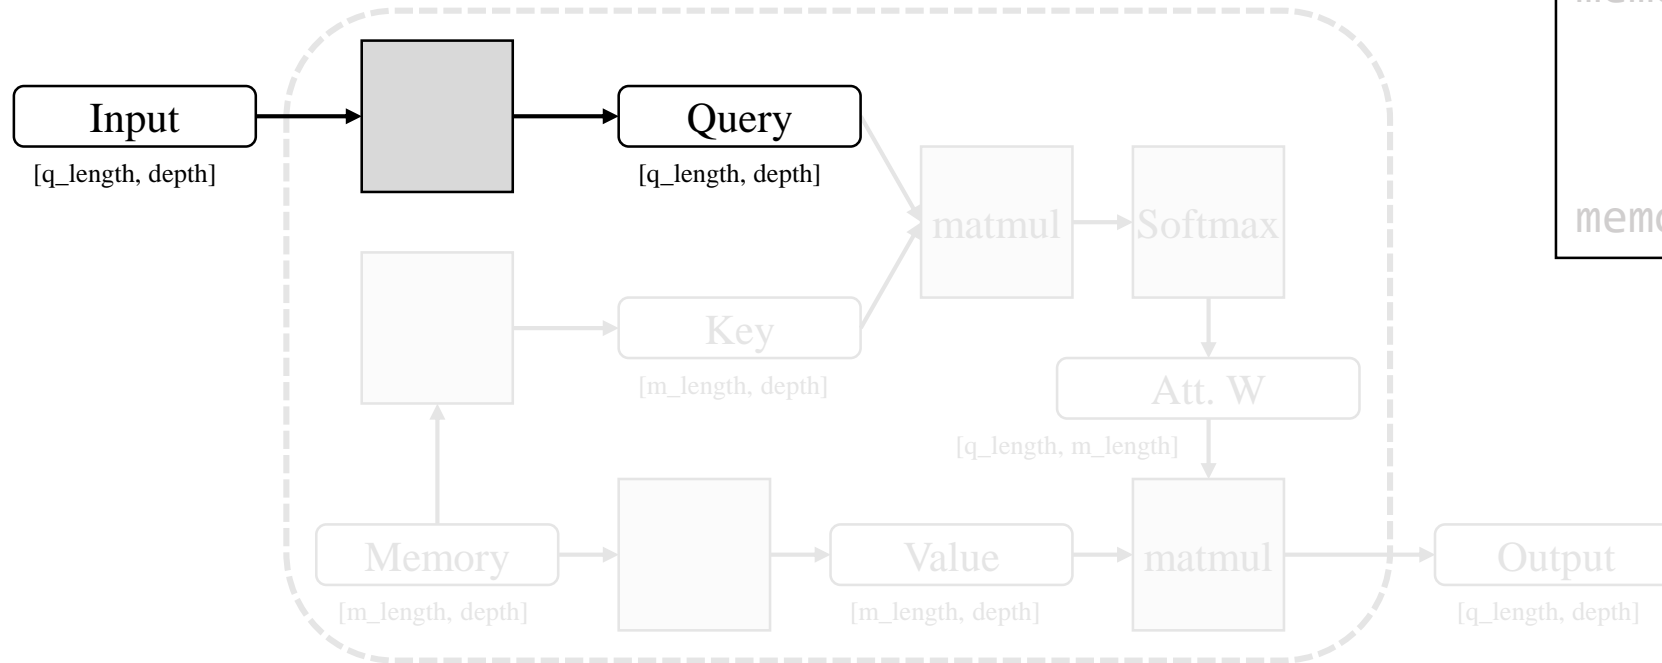 Input
[q_length, depth]
Query
[q_length, depth]
matmul
Softmax
Key
[m_length, depth]
Att. W
[q_length, m_length]
Memory
[m_length, depth]
Value
[m_length, depth]
matmul
Output
[q_length, depth]